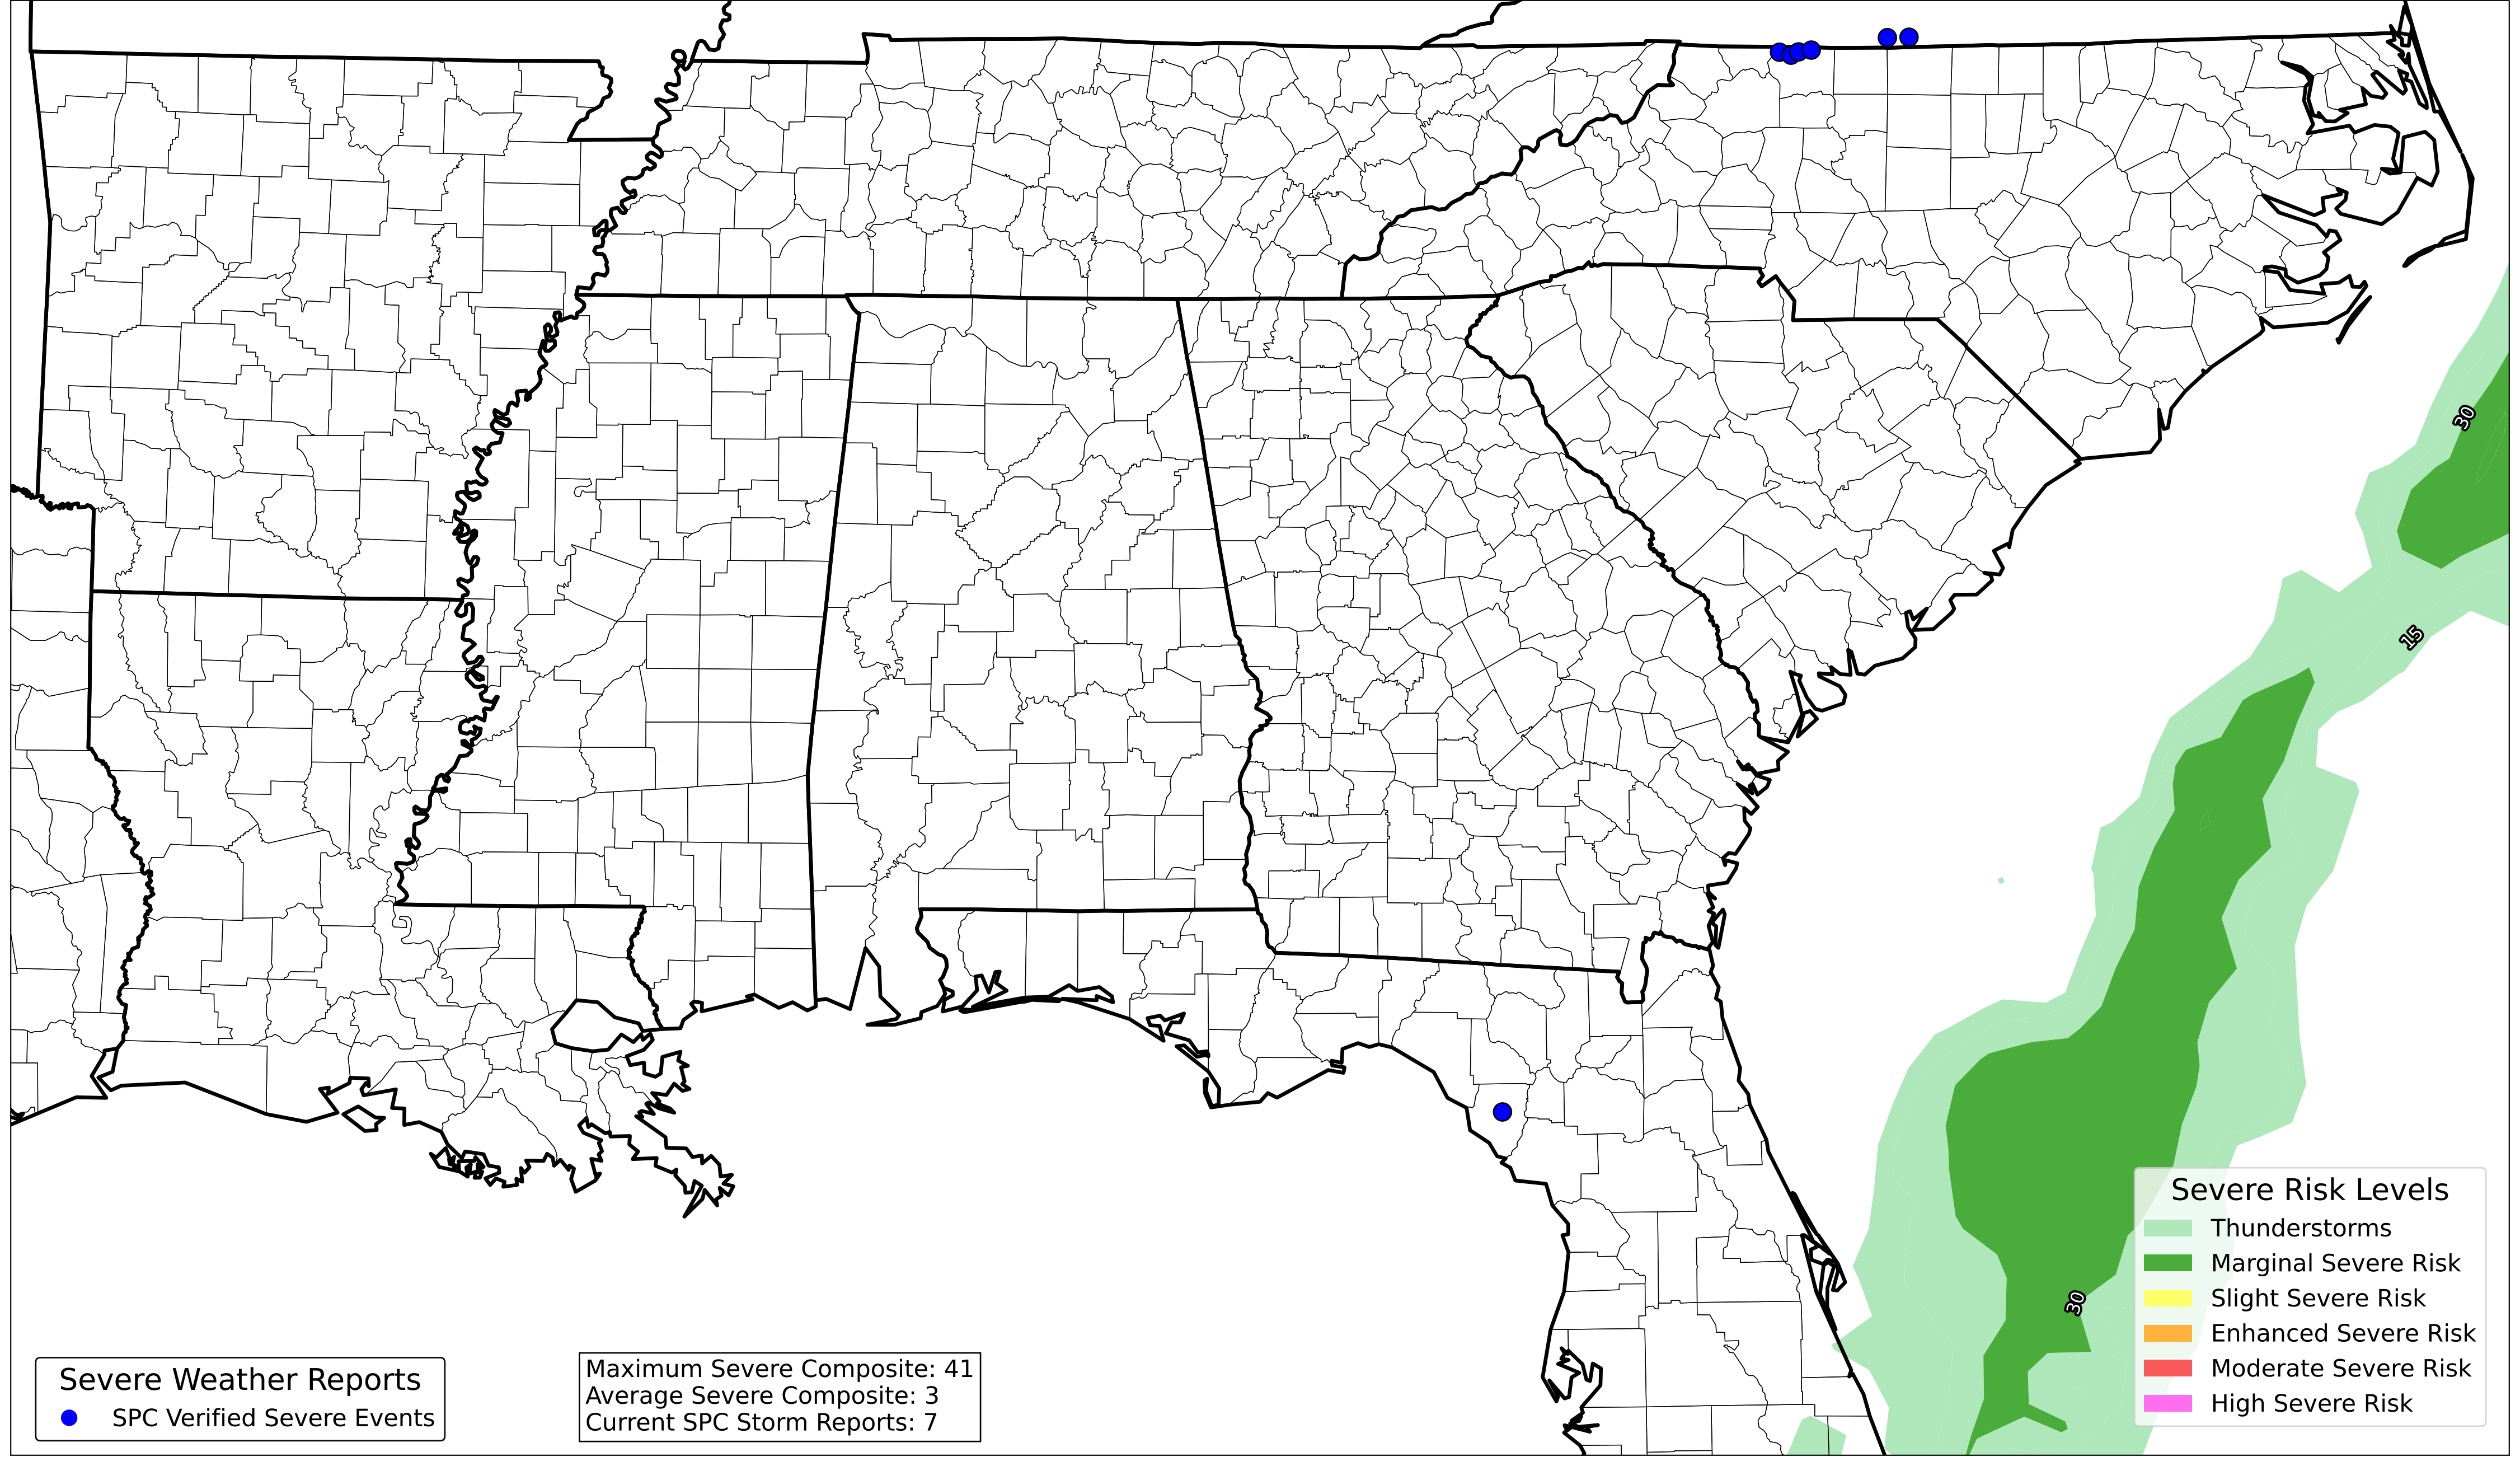 30
15
30
Severe Risk Levels
Thunderstorms
Marginal Severe Risk
Slight Severe Risk
Enhanced Severe Risk
Moderate Severe Risk
High Severe Risk
Severe Weather Reports
SPC Verified Severe Events
Maximum Severe Composite: 41
Average Severe Composite: 3
Current SPC Storm Reports: 7